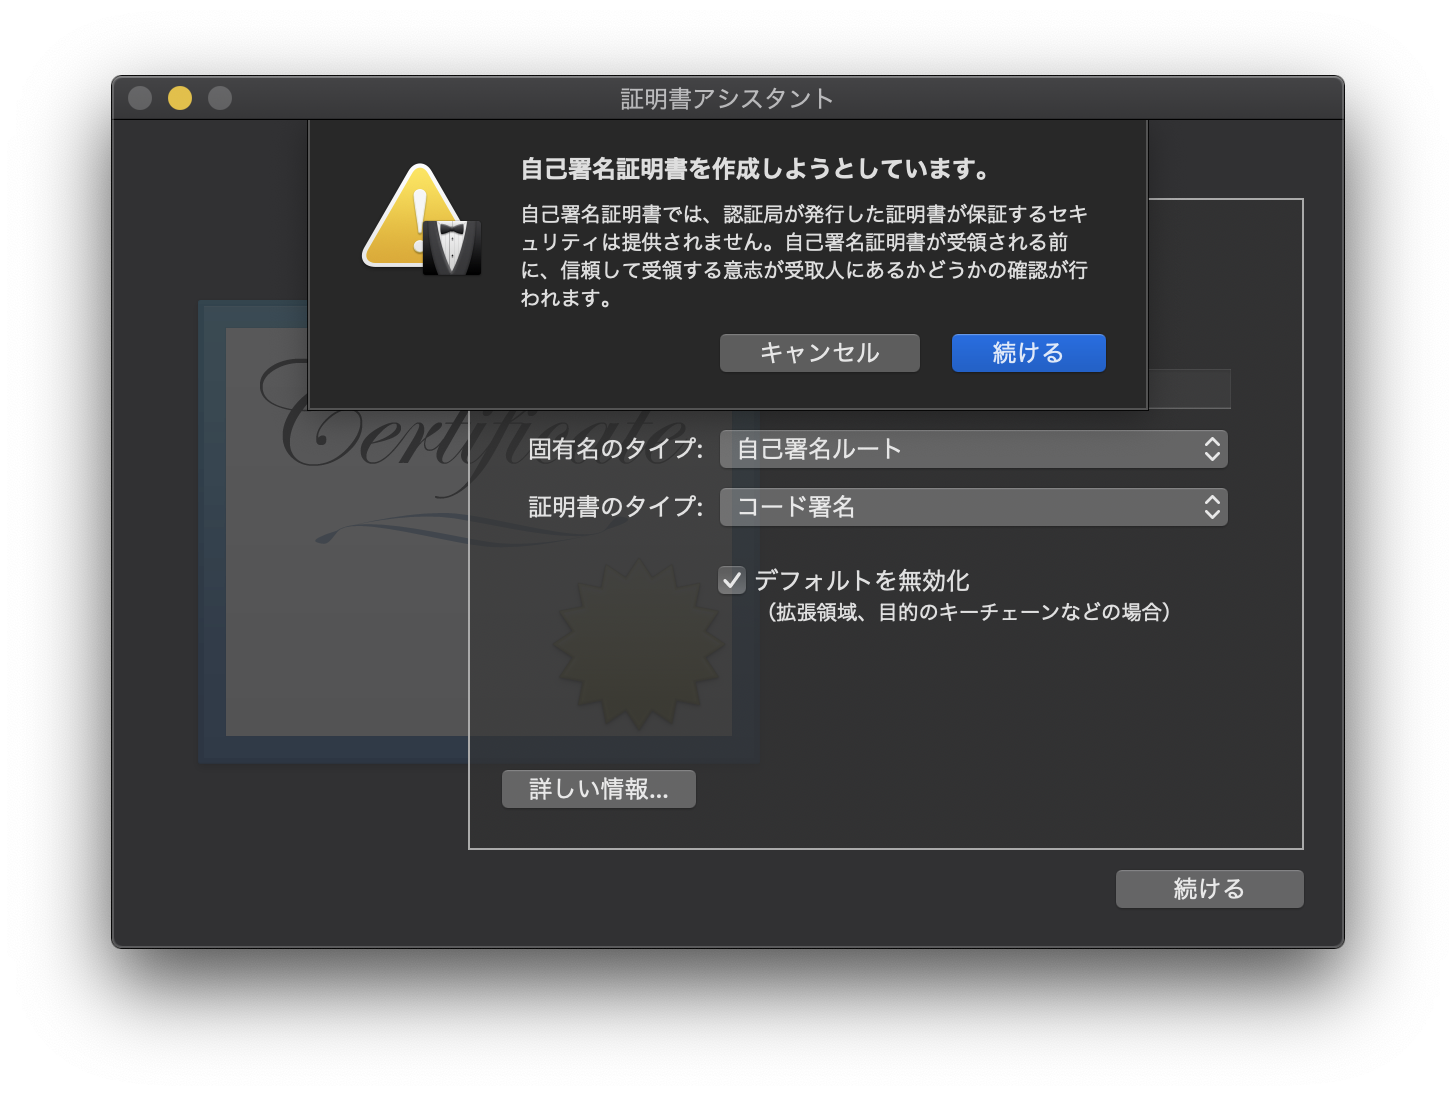 証明書アシスタント
自己署名証明書を作成しようとしています。
自己署名証明書では、認証局が発行した証明書が保証するセキ
ュリティは提供されません。自己署名証明書が受領される前
に、信頼して受領する意志が受取人にあるかどうかの確認が行
われます。
キャンセル
続ける
Certificate
固有名のタイプ:
自己署名ルート
証明書のタイプ:
コード署名
デフォルトを無効化
（拡張領域、目的のキーチェーンなどの場合）
詳しい情報...
続ける